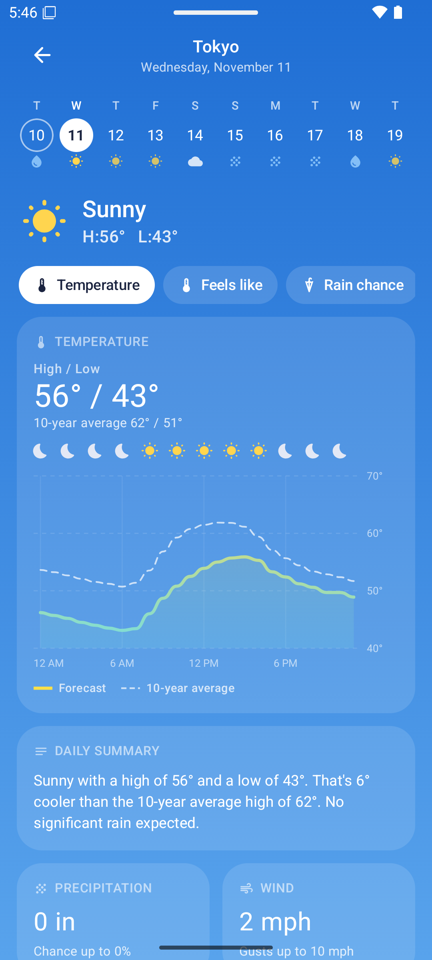 5:46
Tokyo
Wednesday, November 11
T W T F S S M T W T
10 11 12 13 14 15 16 17 18 19
Sunny
H:56° L:43°
Temperature Feels like Rain chance
TEMPERATURE
High / Low
56° / 43°
10-year average 62° / 51°
70°
60°
50°
40°
12 AM 6 AM 12 PM 6 PM
Forecast 10-year average
DAILY SUMMARY
Sunny with a high of 56° and a low of 43°. That's 6°
cooler than the 10-year average high of 62°. No
significant rain expected.
PRECIPITATION WIND
0 in 2 mph
Chance up to 0% Gusts up to 10 mph